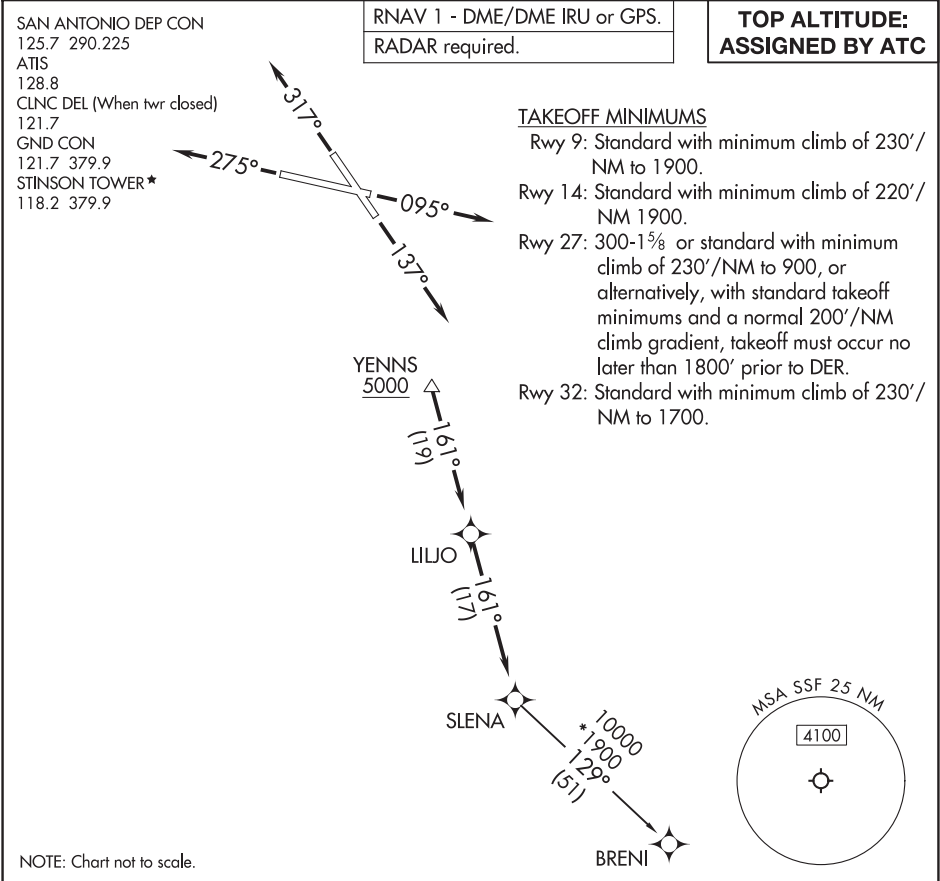 SAN ANTONIO DEP CON
125.7 290.225
ATIS
128.8
CLNC DEL (When twr closed)
121.7
GND CON
121.7 379.9
STINSON TOWER★
118.2 379.9
RNAV 1 - DME/DME IRU or GPS.
RADAR required.
TOP ALTITUDE:
ASSIGNED BY ATC
317°
275°
095°
137°
TAKEOFF MINIMUMS
Rwy 9: Standard with minimum climb of 230'/
NM to 1900.
Rwy 14: Standard with minimum climb of 220'/
NM 1900.
Rwy 27: 300-1⅝ or standard with minimum
climb of 230'/NM to 900, or
alternatively, with standard takeoff
minimums and a normal 200'/NM
climb gradient, takeoff must occur no
later than 1800' prior to DER.
Rwy 32: Standard with minimum climb of 230'/
NM to 1700.
YENNS
5000
161°
(19)
LILJO
161°
(17)
SLENA
10000
*1900
129°
(51)
BRENI
MSA SSF 25 NM
4100
NOTE: Chart not to scale.